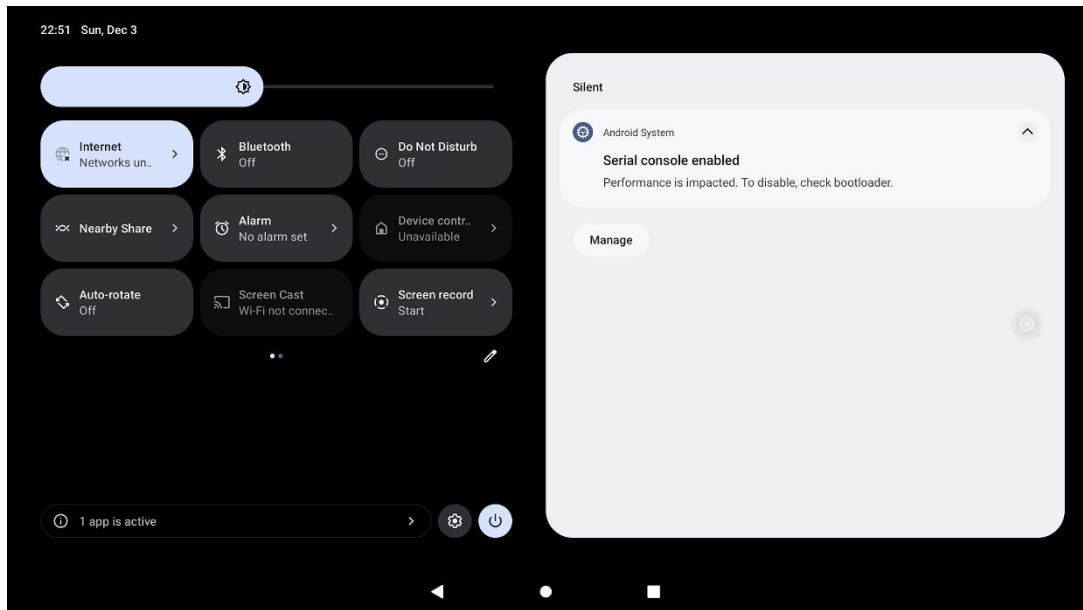 22:51 Sun, Dec 3
Internet
Networks un..
Bluetooth
Off
Do Not Disturb
Off
Nearby Share
Alarm
No alarm set
Device contr..
Unavailable
Auto-rotate
Off
Screen Cast
Wi-Fi not connec..
Screen record
Start
1 app is active
Silent
Android System
Serial console enabled
Performance is impacted. To disable, check bootloader.
Manage